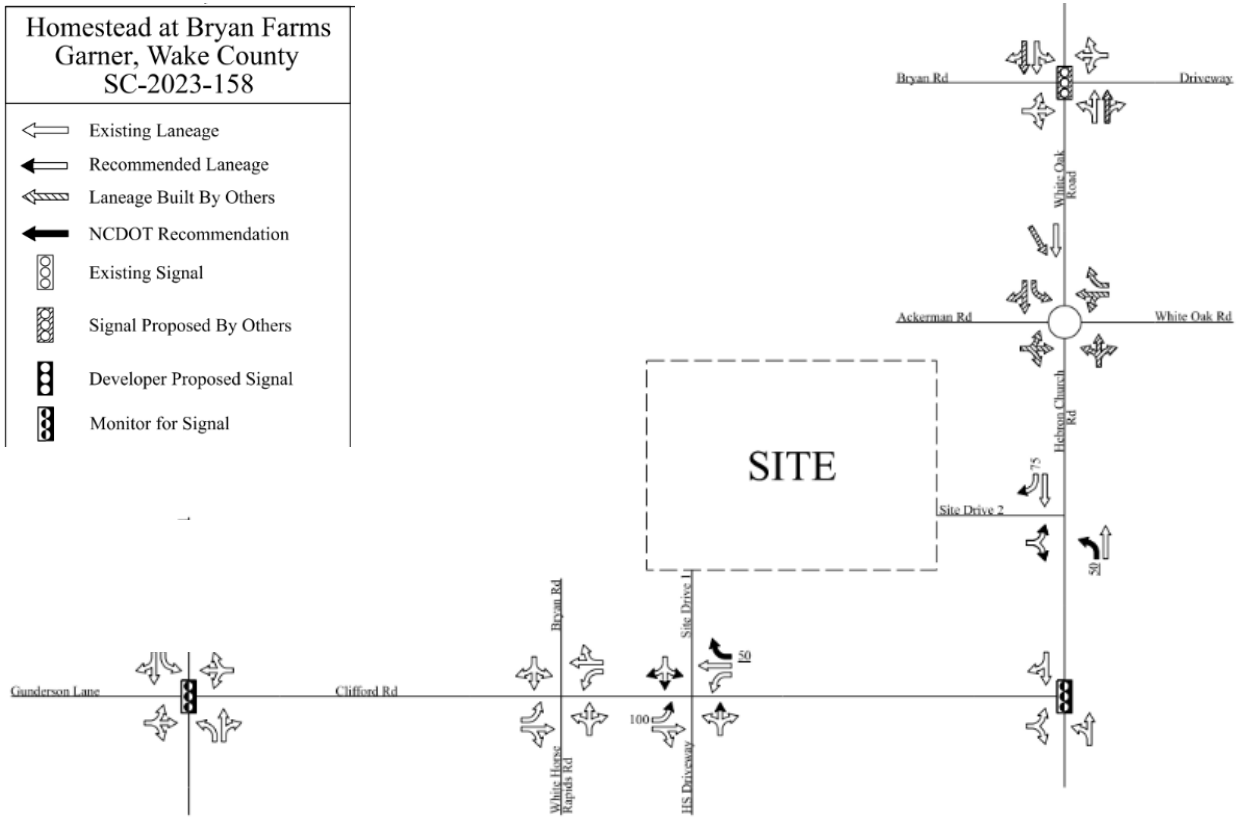 Homestead at Bryan Farms
Garner, Wake County
SC-2023-158
Existing Laneage
Recommended Laneage
Laneage Built By Others
NCDOT Recommendation
Existing Signal
Signal Proposed By Others
Developer Proposed Signal
Monitor for Signal
Bryan Rd
Driveway
White Oak
Road
Ackerman Rd
White Oak Rd
Hebron Church
Rd
SITE
75
Site Drive 2
50
Bryan Rd
Site Drive 1
50
Gunderson Lane
Clifford Rd
100
White Horse
Rapids Rd
HS Driveway